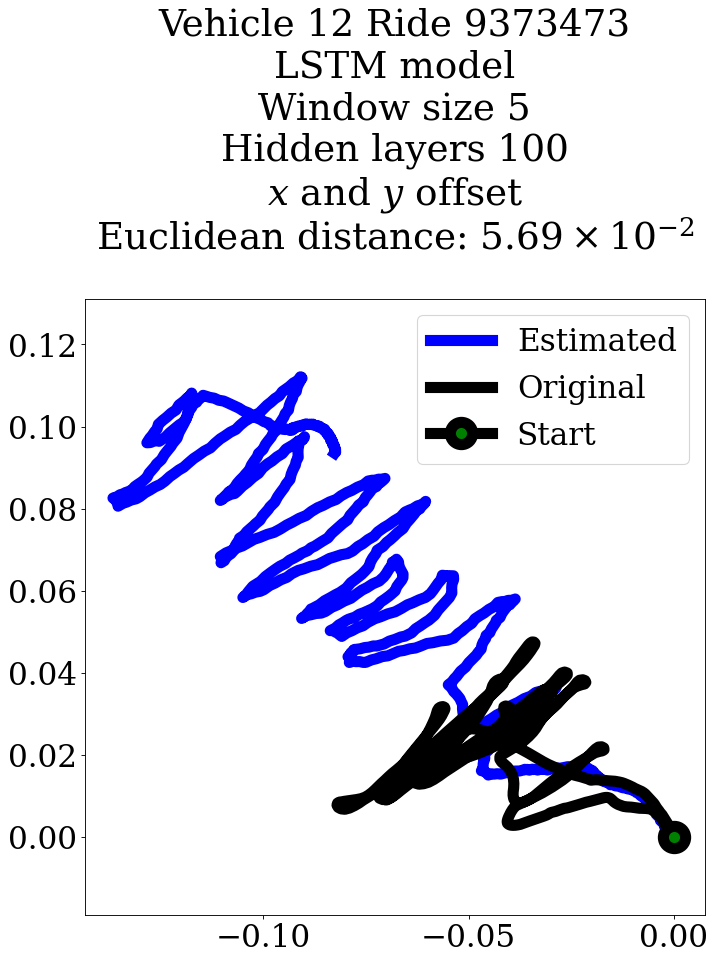 Vehicle 12 Ride 9373473
LSTM model
Window size 5
Hidden layers 100
x and y offset
Euclidean distance: 5.69 × 10⁻²
Estimated
Original
Start
0.12
0.10
0.08
0.06
0.04
0.02
0.00
−0.10 −0.05 0.00